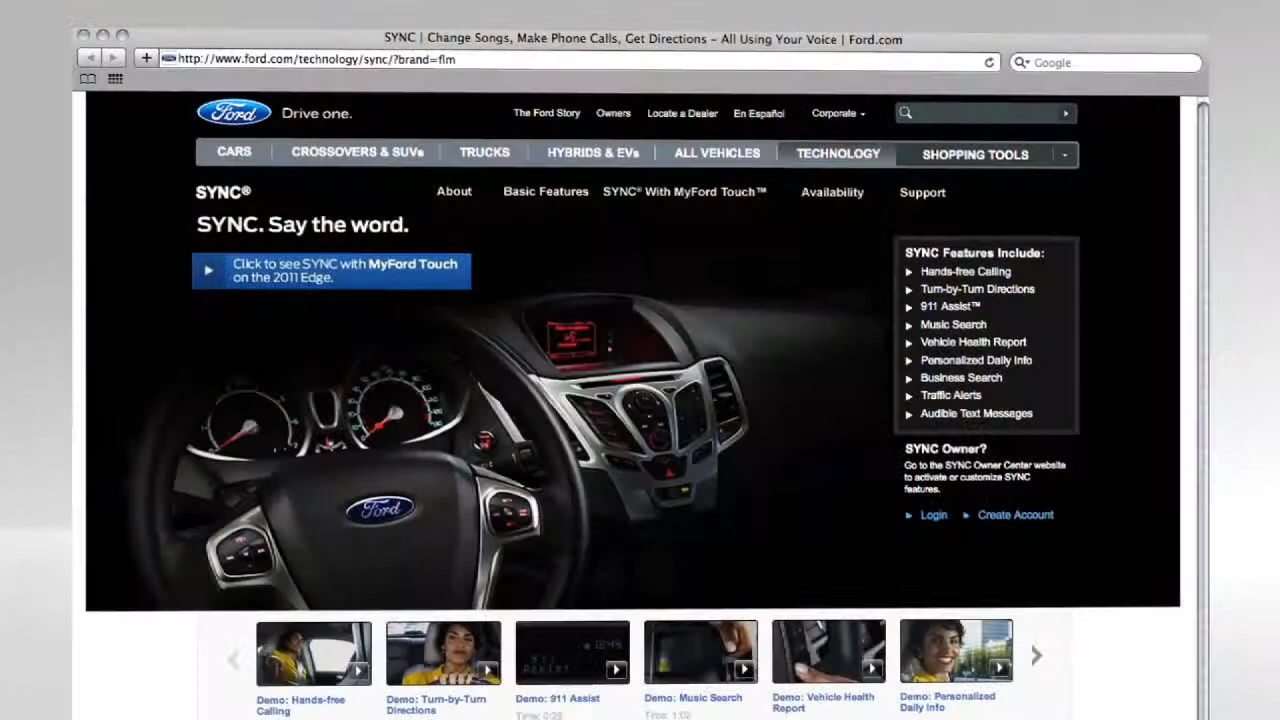 SYNC | Change Songs, Make Phone Calls, Get Directions – All Using Your Voice | Ford.com
http://www.ford.com/technology/sync/?brand=flm
Google
Ford Drive one.
The Ford Story Owners Locate a Dealer En Español Corporate
CARS CROSSOVERS & SUVs TRUCKS HYBRIDS & EVs ALL VEHICLES TECHNOLOGY SHOPPING TOOLS
SYNC® About Basic Features SYNC® With MyFord Touch™ Availability Support
SYNC. Say the word.
Click to see SYNC with MyFord Touch
on the 2011 Edge.
SYNC Features Include:
Hands-free Calling
Turn-by-Turn Directions
911 Assist™
Music Search
Vehicle Health Report
Personalized Daily Info
Business Search
Traffic Alerts
Audible Text Messages
SYNC Owner?
Go to the SYNC Owner Center website
to activate or customize SYNC
features.
Login Create Account
Ford
Demo: Hands-free
Calling
Demo: Turn-by-Turn
Directions
Demo: 911 Assist
Time: 0:28
Demo: Music Search
Time: 1:02
Demo: Vehicle Health
Report
Demo: Personalized
Daily Info